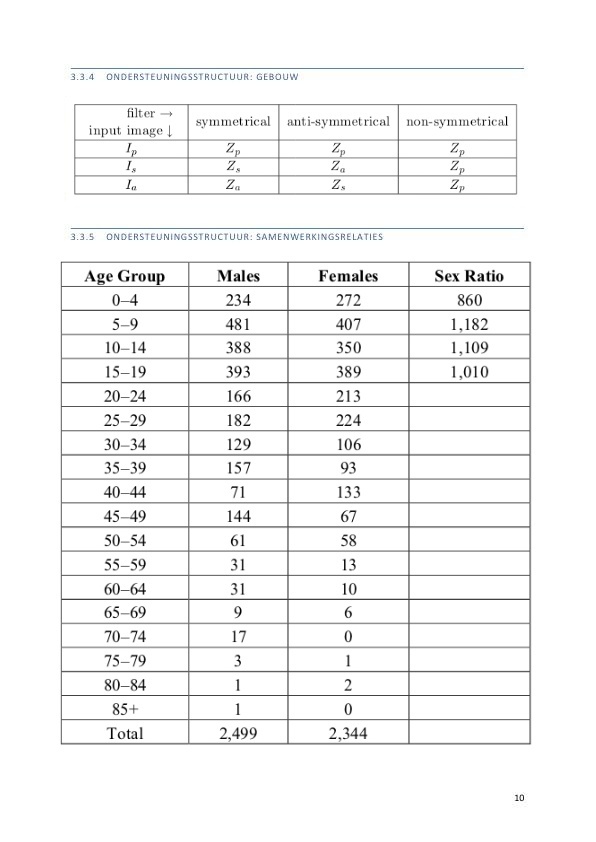 3.3.4 ONDERSTEUNINGSSTRUCTUUR: GEBOUW
filter →
input image ↓ symmetrical anti-symmetrical non-symmetrical
I_p Z_p Z_p Z_p
I_s Z_s Z_a Z_p
I_a Z_a Z_s Z_p
3.3.5 ONDERSTEUNINGSSTRUCTUUR: SAMENWERKINGSRELATIES
Age Group Males Females Sex Ratio
0–4 234 272 860
5–9 481 407 1,182
10–14 388 350 1,109
15–19 393 389 1,010
20–24 166 213
25–29 182 224
30–34 129 106
35–39 157 93
40–44 71 133
45–49 144 67
50–54 61 58
55–59 31 13
60–64 31 10
65–69 9 6
70–74 17 0
75–79 3 1
80–84 1 2
85+ 1 0
Total 2,499 2,344
10